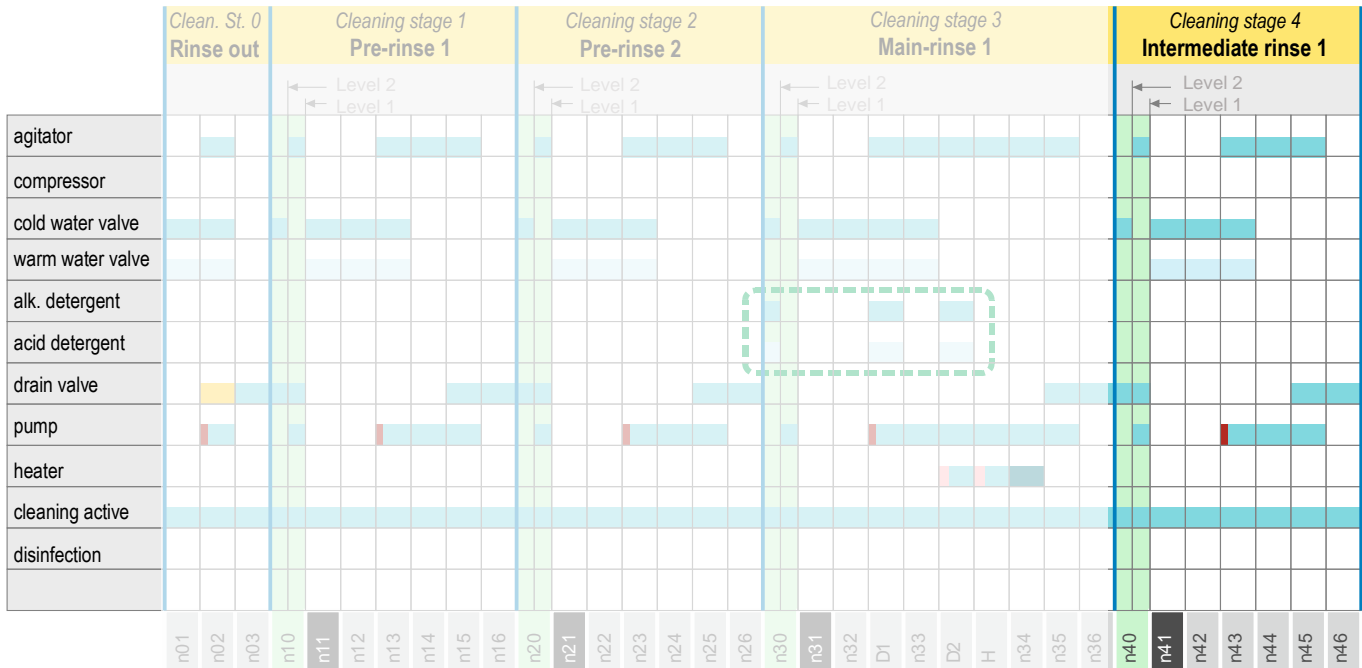 Clean. St. 0
Rinse out
Cleaning stage 1
Pre-rinse 1
Cleaning stage 2
Pre-rinse 2
Cleaning stage 3
Main-rinse 1
Cleaning stage 4
Intermediate rinse 1
Level 2
Level 1
Level 2
Level 1
Level 2
Level 1
Level 2
Level 1
agitator
compressor
cold water valve
warm water valve
alk. detergent
acid detergent
drain valve
pump
heater
cleaning active
disinfection
n01 n02 n03 n10 n11 n12 n13 n14 n15 n16 n20 n21 n22 n23 n24 n25 n26 n30 n31 n32 D1 n33 D2 H n34 n35 n36 n40 n41 n42 n43 n44 n45 n46